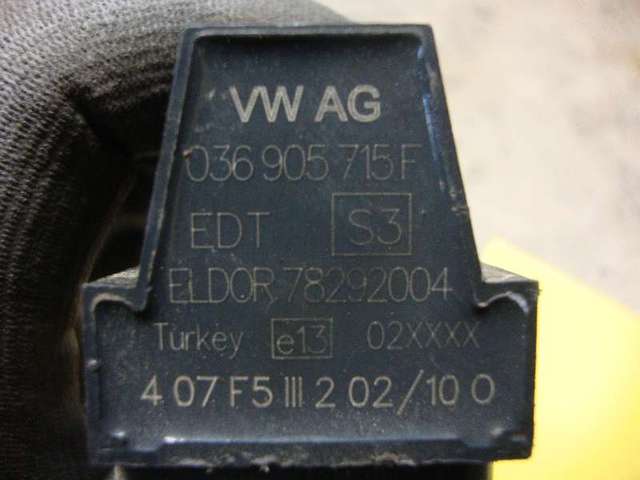 VW AG
036 905 715 F
EDT S3
ELDOR 78292004
Turkey e13 02XXXX
4 07 F5 III 2 02/10 0